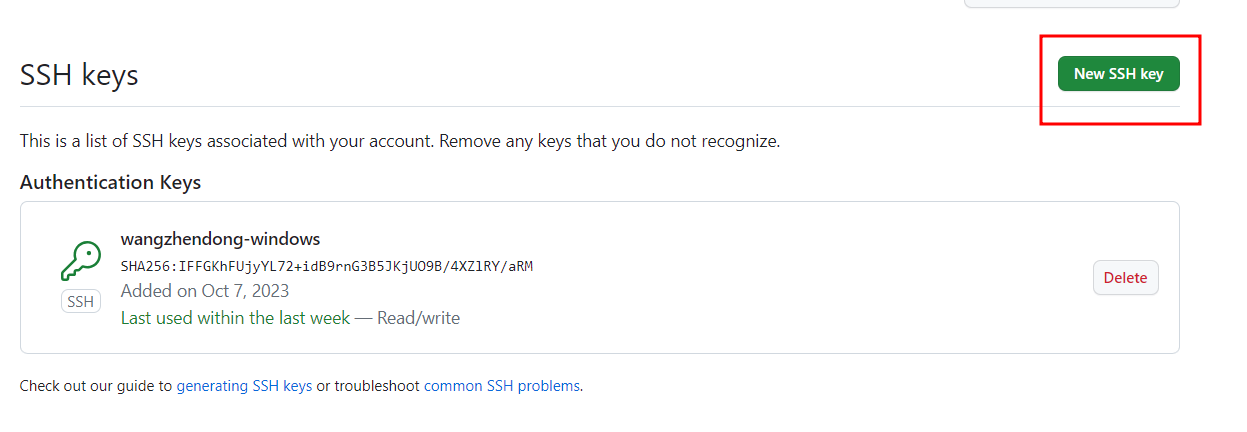 SSH keys
New SSH key
This is a list of SSH keys associated with your account. Remove any keys that you do not recognize.
Authentication Keys
wangzhendong-windows
SHA256:IFFGKhFUjyYL72+idB9rnG3B5JKjUO9B/4XZ1RY/aRM
Added on Oct 7, 2023
SSH
Last used within the last week — Read/write
Delete
Check out our guide to generating SSH keys or troubleshoot common SSH problems.